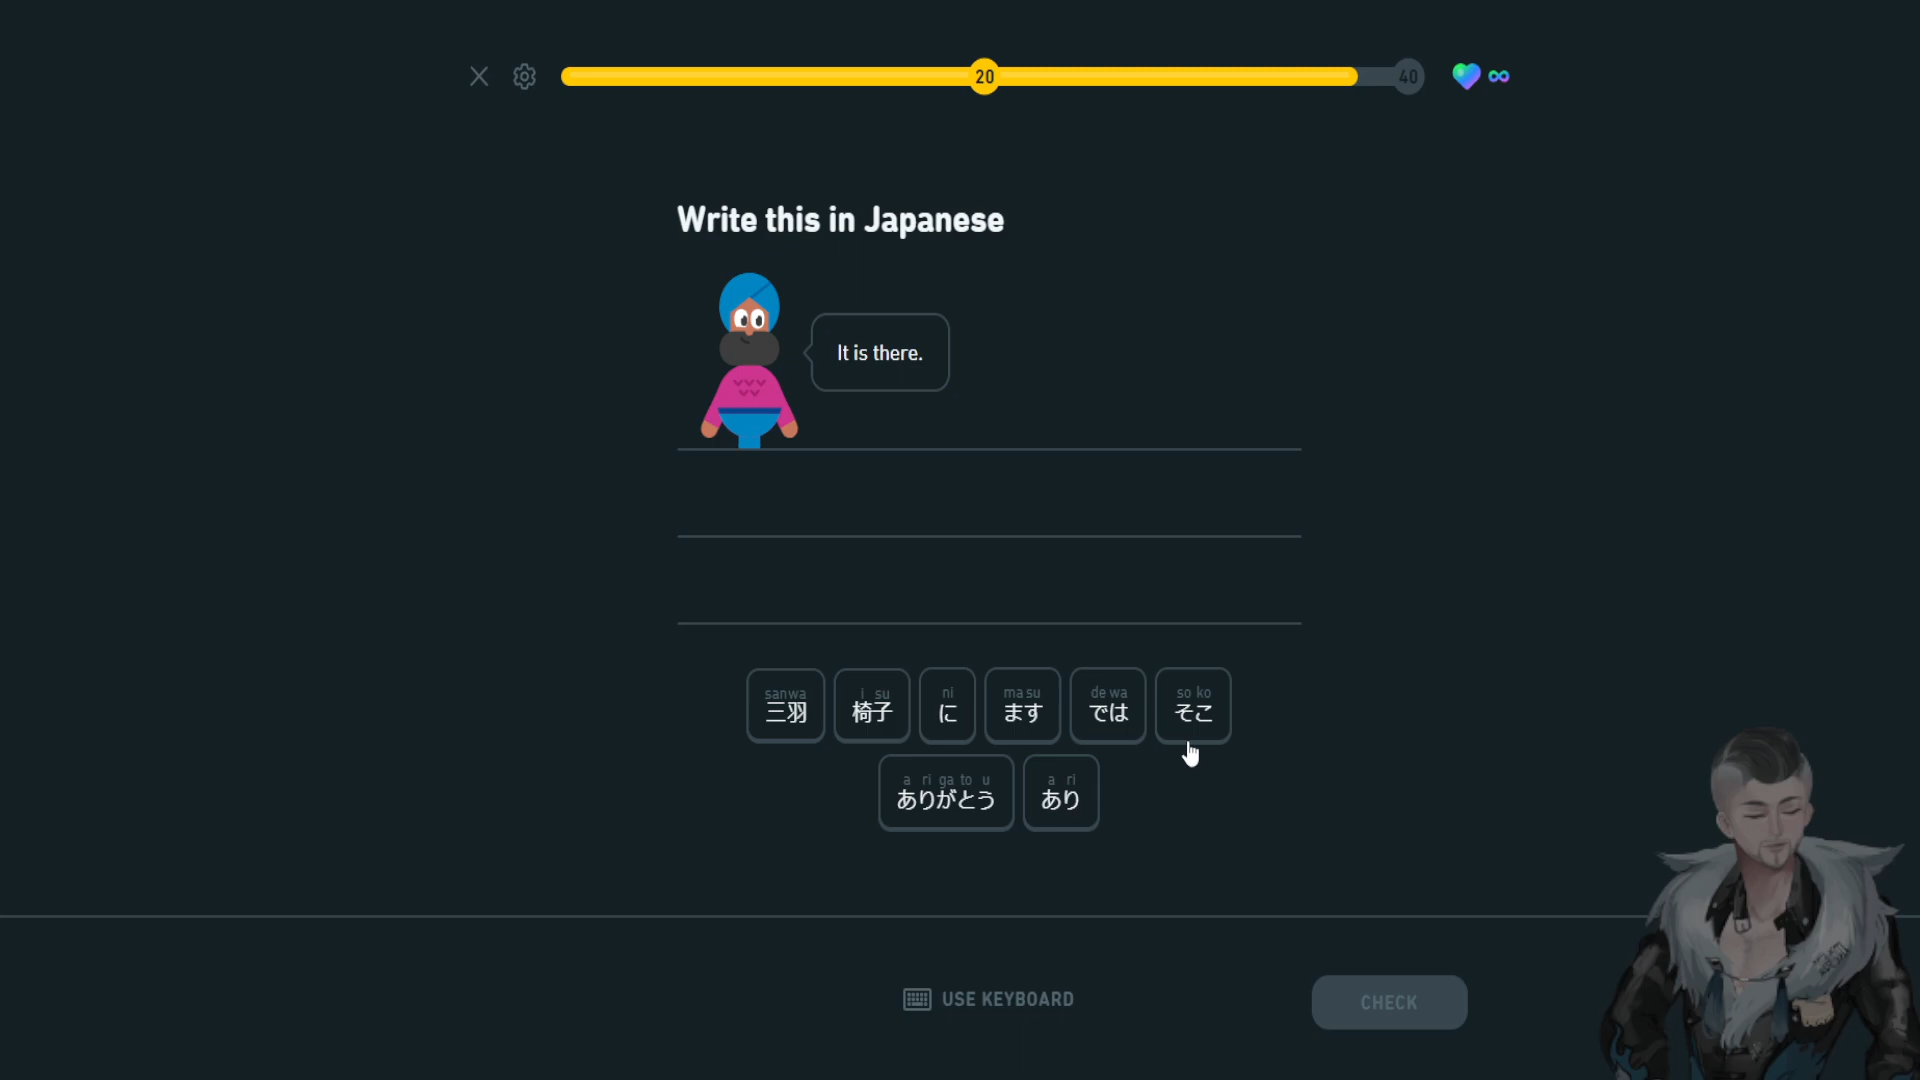 20
40
Write this in Japanese
It is there.
sanwa i su ni ma su de wa so ko
三羽 椅子 に ます では そこ
a ri ga to u a ri
ありがとう あり
USE KEYBOARD
CHECK